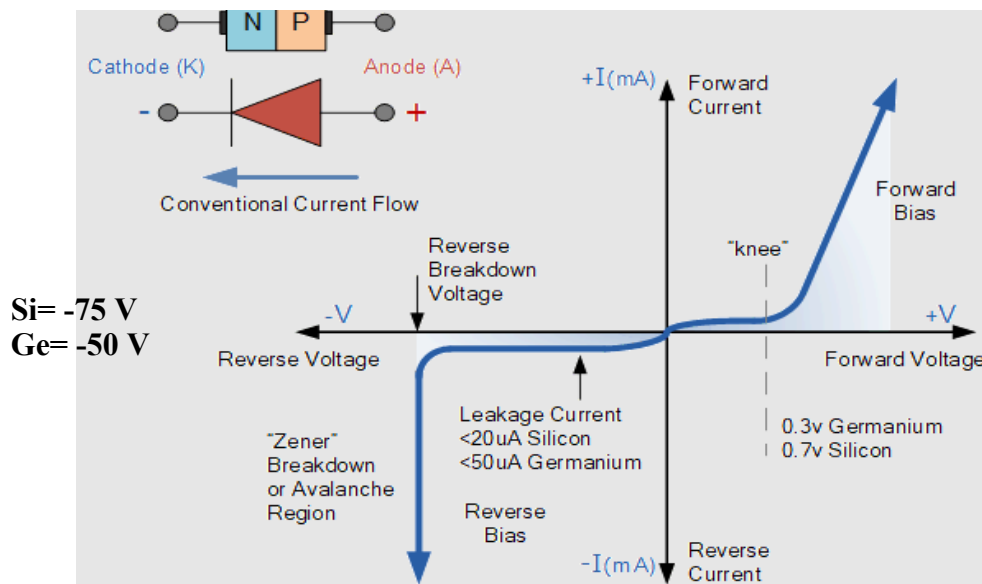 N P
Cathode (K)
Anode (A)
-
+
Conventional Current Flow
+I(mA)
Forward
Current
Forward
Bias
"knee"
Reverse
Breakdown
Voltage
Si= -75 V
Ge= -50 V
-V
+V
Reverse Voltage
Forward Voltage
Leakage Current
<20uA Silicon
<50uA Germanium
0.3v Germanium
0.7v Silicon
"Zener"
Breakdown
or Avalanche
Region
Reverse
Bias
-I(mA)
Reverse
Current